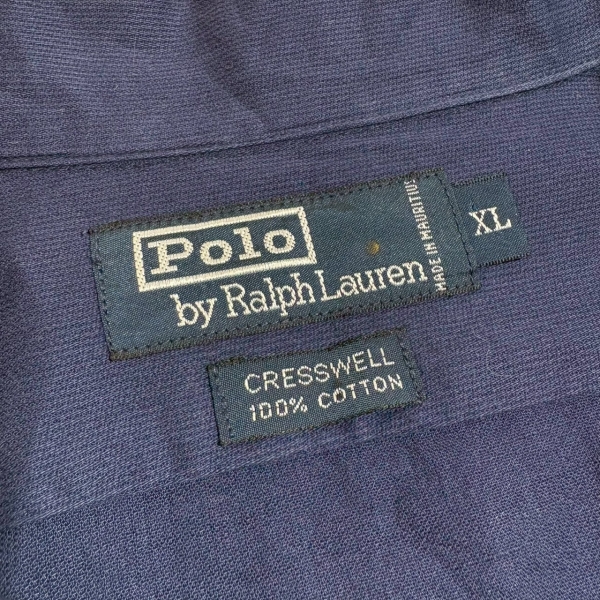 Polo
by Ralph Lauren
MADE IN MAURITIUS
XL
CRESSWELL
100% COTTON